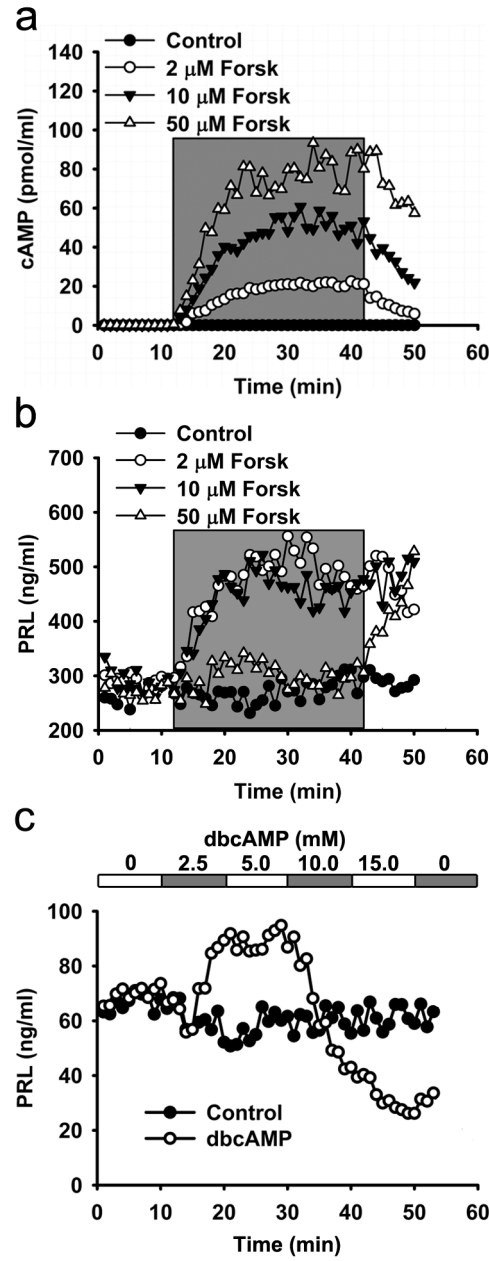 a
Control
2 μM Forsk
10 μM Forsk
50 μM Forsk
140
120
100
80
60
40
20
0
cAMP (pmol/ml)
0 10 20 30 40 50 60
Time (min)
b
Control
2 μM Forsk
10 μM Forsk
50 μM Forsk
700
600
500
400
300
200
PRL (ng/ml)
0 10 20 30 40 50 60
Time (min)
c
dbcAMP (mM)
0 2.5 5.0 10.0 15.0 0
100
80
60
40
20
0
PRL (ng/ml)
Control
dbcAMP
0 10 20 30 40 50 60
Time (min)